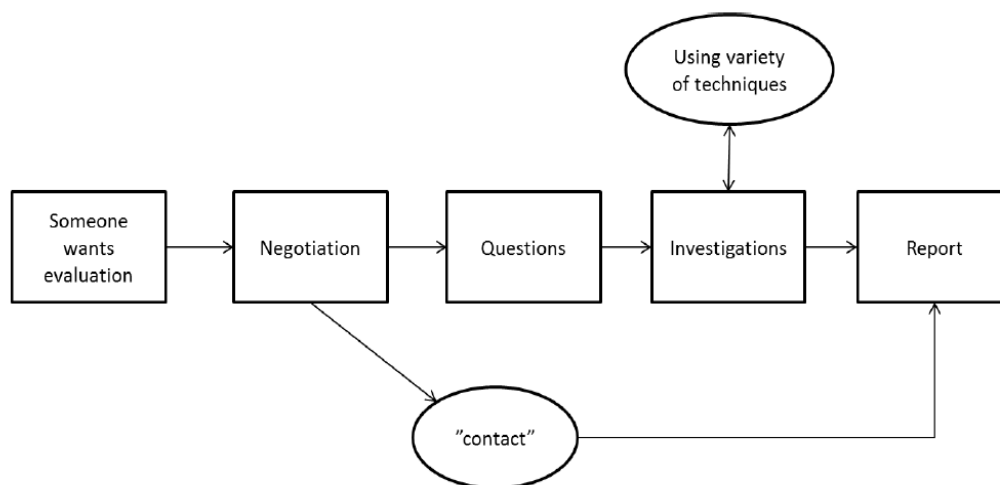 Using variety
of techniques
Someone
wants
evaluation
Negotiation
Questions
Investigations
Report
”contact”